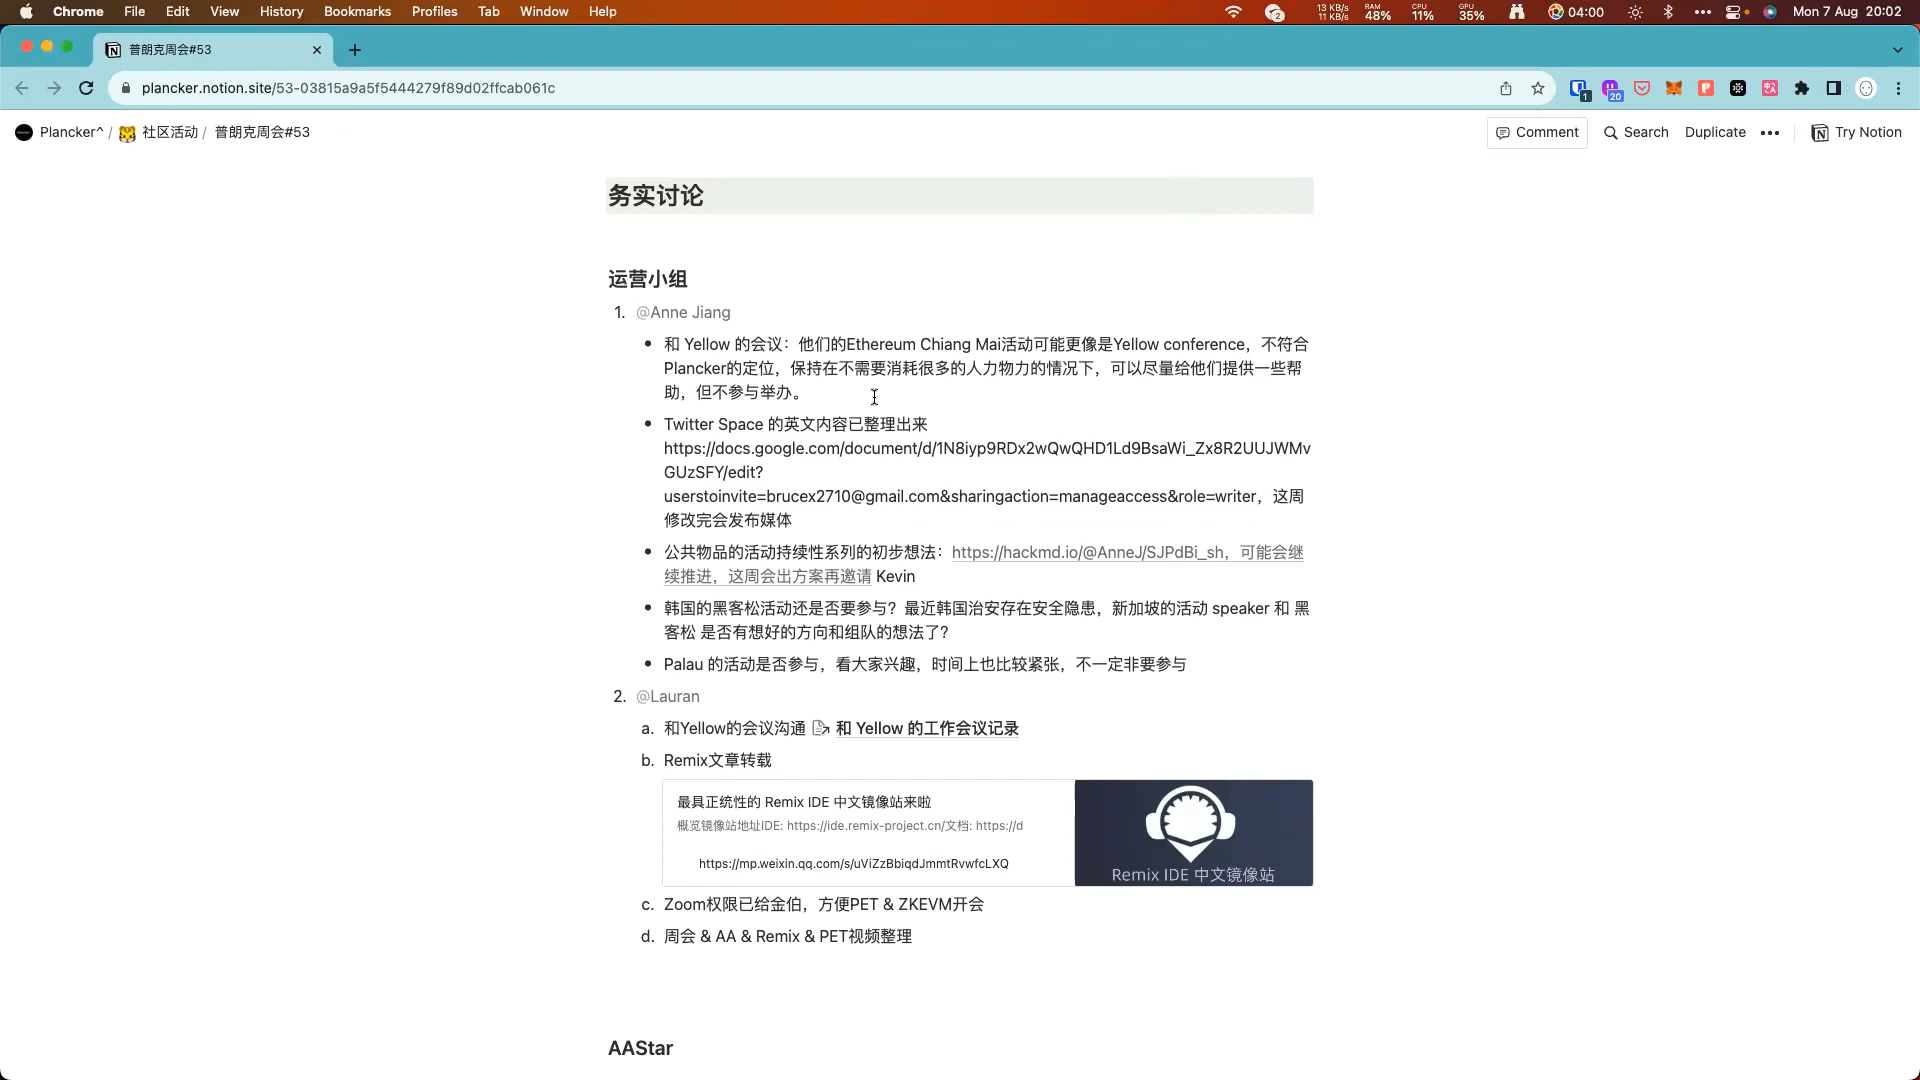 Chrome File Edit View History Bookmarks Profiles Tab Window Help
2 13 KB/s 11 KB/s RAM 48% CPU 11% GPU 35% 04:00 Mon 7 Aug 20:02
普朗克周会#53
plancker.notion.site/53-03815a9a5f5444279f89d02ffcab061c
1 20
Plancker^ / 社区活动 / 普朗克周会#53
Comment Search Duplicate Try Notion
务实讨论
运营小组
1. @Anne Jiang
• 和 Yellow 的会议：他们的Ethereum Chiang Mai活动可能更像是Yellow conference，不符合
Plancker的定位，保持在不需要消耗很多的人力物力的情况下，可以尽量给他们提供一些帮
助，但不参与举办。
• Twitter Space 的英文内容已整理出来
https://docs.google.com/document/d/1N8iyp9RDx2wQwQHD1Ld9BsaWi_Zx8R2UUJWMv
GUzSFY/edit?
userstoinvite=brucex2710@gmail.com&sharingaction=manageaccess&role=writer，这周
修改完会发布媒体
• 公共物品的活动持续性系列的初步想法：https://hackmd.io/@AnneJ/SJPdBi_sh，可能会继
续推进，这周会出方案再邀请 Kevin
• 韩国的黑客松活动还是否要参与？最近韩国治安存在安全隐患，新加坡的活动 speaker 和 黑
客松 是否有想好的方向和组队的想法了?
• Palau 的活动是否参与，看大家兴趣，时间上也比较紧张，不一定非要参与
2. @Lauran
a. 和Yellow的会议沟通 和 Yellow 的工作会议记录
b. Remix文章转载
最具正统性的 Remix IDE 中文镜像站来啦
概览镜像站地址IDE: https://ide.remix-project.cn/文档: https://d
https://mp.weixin.qq.com/s/uViZzBbiqdJmmtRvwfcLXQ
Remix IDE 中文镜像站
c. Zoom权限已给金伯，方便PET & ZKEVM开会
d. 周会 & AA & Remix & PET视频整理
AAStar